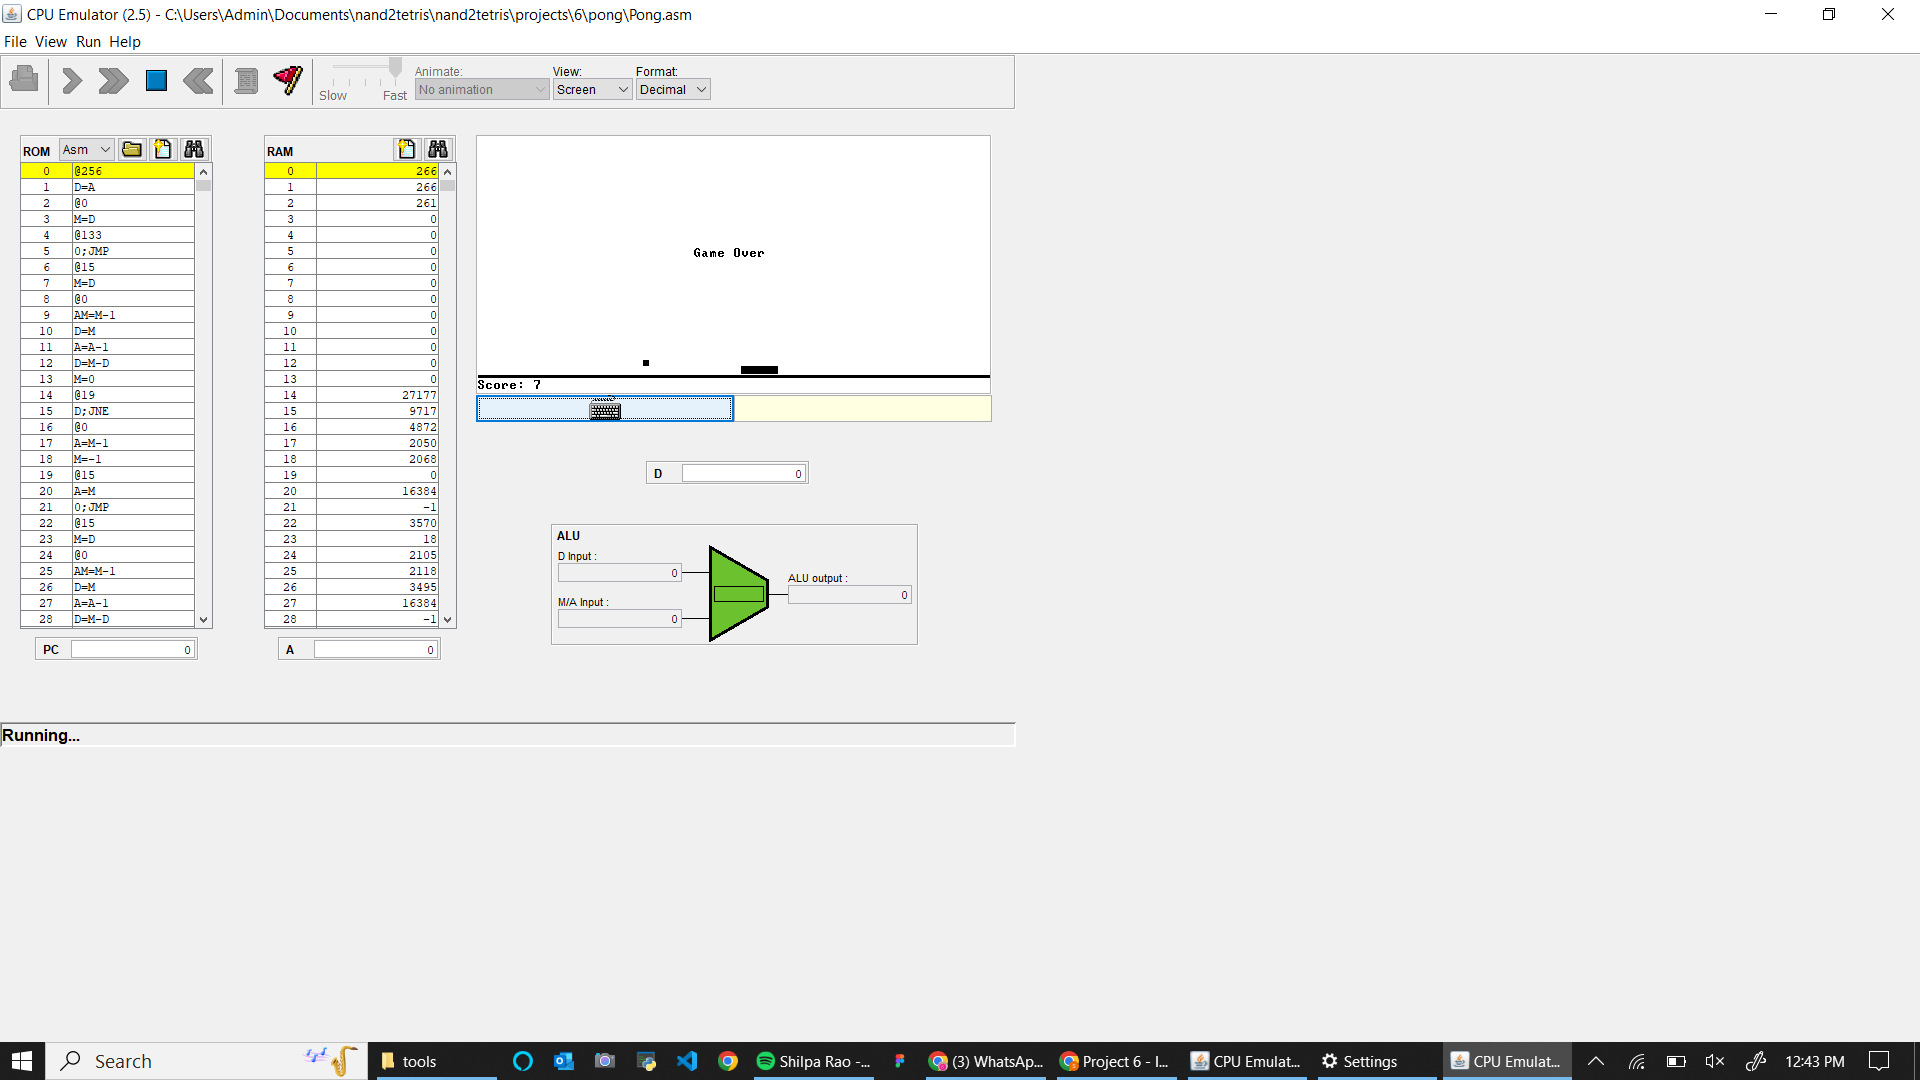 CPU Emulator (2.5) - C:\Users\Admin\Documents\nand2tetris\nand2tetris\projects\6\pong\Pong.asm
File View Run Help
Slow Fast
Animate:
No animation
View:
Screen
Format:
Decimal
ROM Asm
0 @256
1 D=A
2 @0
3 M=D
4 @133
5 0;JMP
6 @15
7 M=D
8 @0
9 AM=M-1
10 D=M
11 A=A-1
12 D=M-D
13 M=0
14 @19
15 D;JNE
16 @0
17 A=M-1
18 M=-1
19 @15
20 A=M
21 0;JMP
22 @15
23 M=D
24 @0
25 AM=M-1
26 D=M
27 A=A-1
28 D=M-D
PC 0
RAM
0 266
1 266
2 261
3 0
4 0
5 0
6 0
7 0
8 0
9 0
10 0
11 0
12 0
13 0
14 27177
15 9717
16 4872
17 2050
18 2068
19 0
20 16384
21 -1
22 3570
23 18
24 2105
25 2118
26 3495
27 16384
28 -1
A 0
Game Over
Score: 7
D 0
ALU
D Input :
0
M/A Input :
0
ALU output :
0
Running...
Search
tools
Shilpa Rao -...
(3) WhatsAp...
Project 6 - I...
CPU Emulat...
Settings
CPU Emulat...
12:43 PM